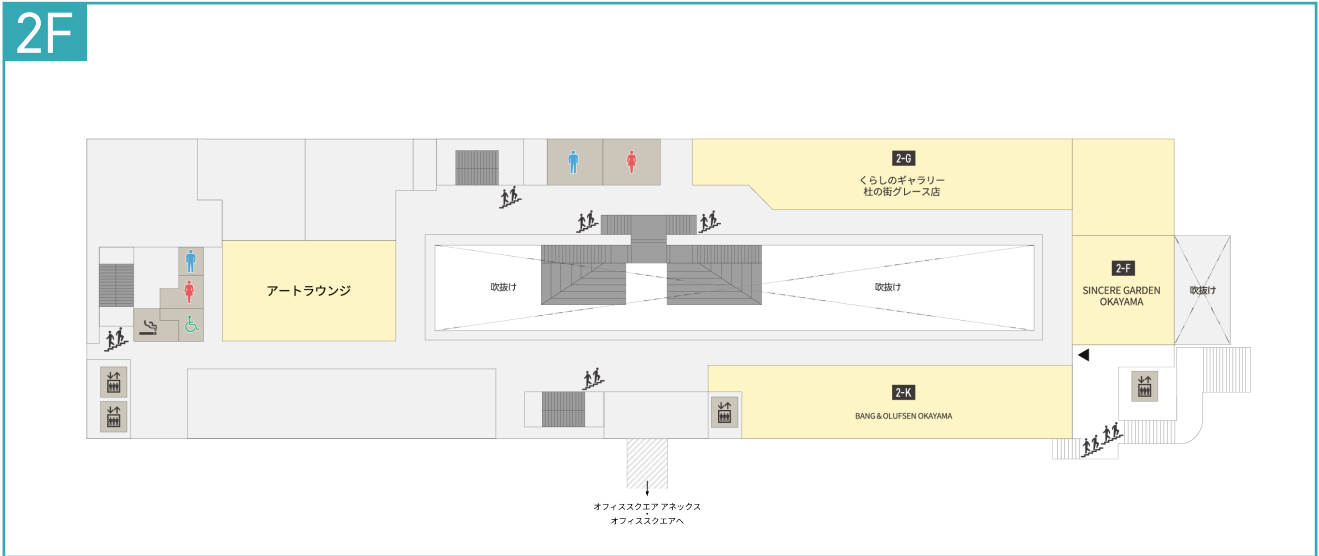 2F
2-G
くらしのギャラリー
杜の街グレース店
2-F
SINCERE GARDEN
OKAYAMA
吹抜け
アートラウンジ
吹抜け
吹抜け
2-K
BANG & OLUFSEN OKAYAMA
オフィススクエア アネックス
・
オフィススクエアへ